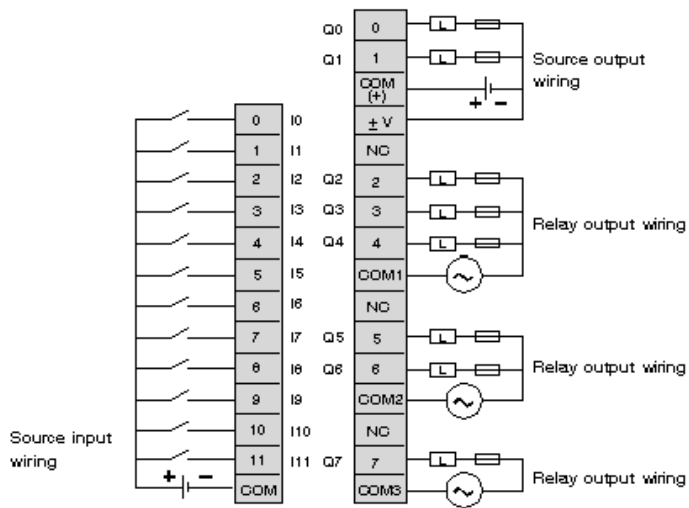 Q0 0 L
Q1 1 L
Source output
wiring
COM
(+)
+ −
± V
0 I0
1 I1 NC
2 I2 Q2 2 L
3 I3 Q3 3 L
Relay output wiring
4 I4 Q4 4 L
5 I5 COM1
6 I6 NC
7 I7 Q5 5 L
8 I8 Q6 6 L
Relay output wiring
9 I9 COM2
10 I10 NC
Source input
wiring
11 I11 Q7 7 L
Relay output wiring
+ −
COM COM3